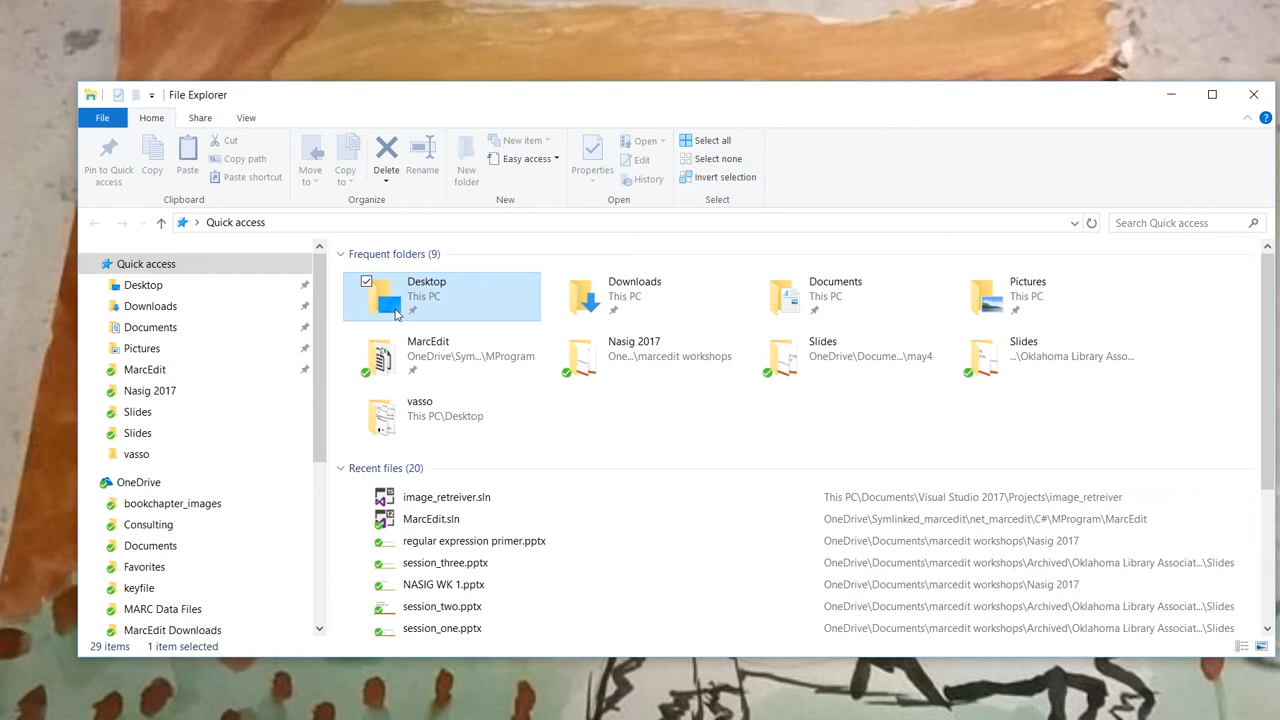 File Explorer
File Home Share View
Pin to Quick access
Copy
Paste
Cut
Copy path
Paste shortcut
Clipboard
Move to
Copy to
Delete
Rename
Organize
New folder
New item
Easy access
New
Properties
Open
Edit
History
Open
Select all
Select none
Invert selection
Select
Quick access
Search Quick access
Quick access
Desktop
Downloads
Documents
Pictures
MarcEdit
Nasig 2017
Slides
Slides
vasso
OneDrive
bookchapter_images
Consulting
Documents
Favorites
keyfile
MARC Data Files
MarcEdit Downloads
Frequent folders (9)
Desktop
This PC
Downloads
This PC
Documents
This PC
Pictures
This PC
MarcEdit
OneDrive\Sym...\MProgram
Nasig 2017
One...\marcedit workshops
Slides
OneDrive\Docume...\may4
Slides
...\Oklahoma Library Asso...
vasso
This PC\Desktop
Recent files (20)
image_retreiver.sln This PC\Documents\Visual Studio 2017\Projects\image_retreiver
MarcEdit.sln OneDrive\Symlinked_marcedit\net_marcedit\C#\MProgram\MarcEdit
regular expression primer.pptx OneDrive\Documents\marcedit workshops\Nasig 2017
session_three.pptx OneDrive\Documents\marcedit workshops\Archived\Oklahoma Library Associat...\Slides
NASIG WK 1.pptx OneDrive\Documents\marcedit workshops\Nasig 2017
session_two.pptx OneDrive\Documents\marcedit workshops\Archived\Oklahoma Library Associat...\Slides
session_one.pptx OneDrive\Documents\marcedit workshops\Archived\Oklahoma Library Associat...\Slides
29 items 1 item selected